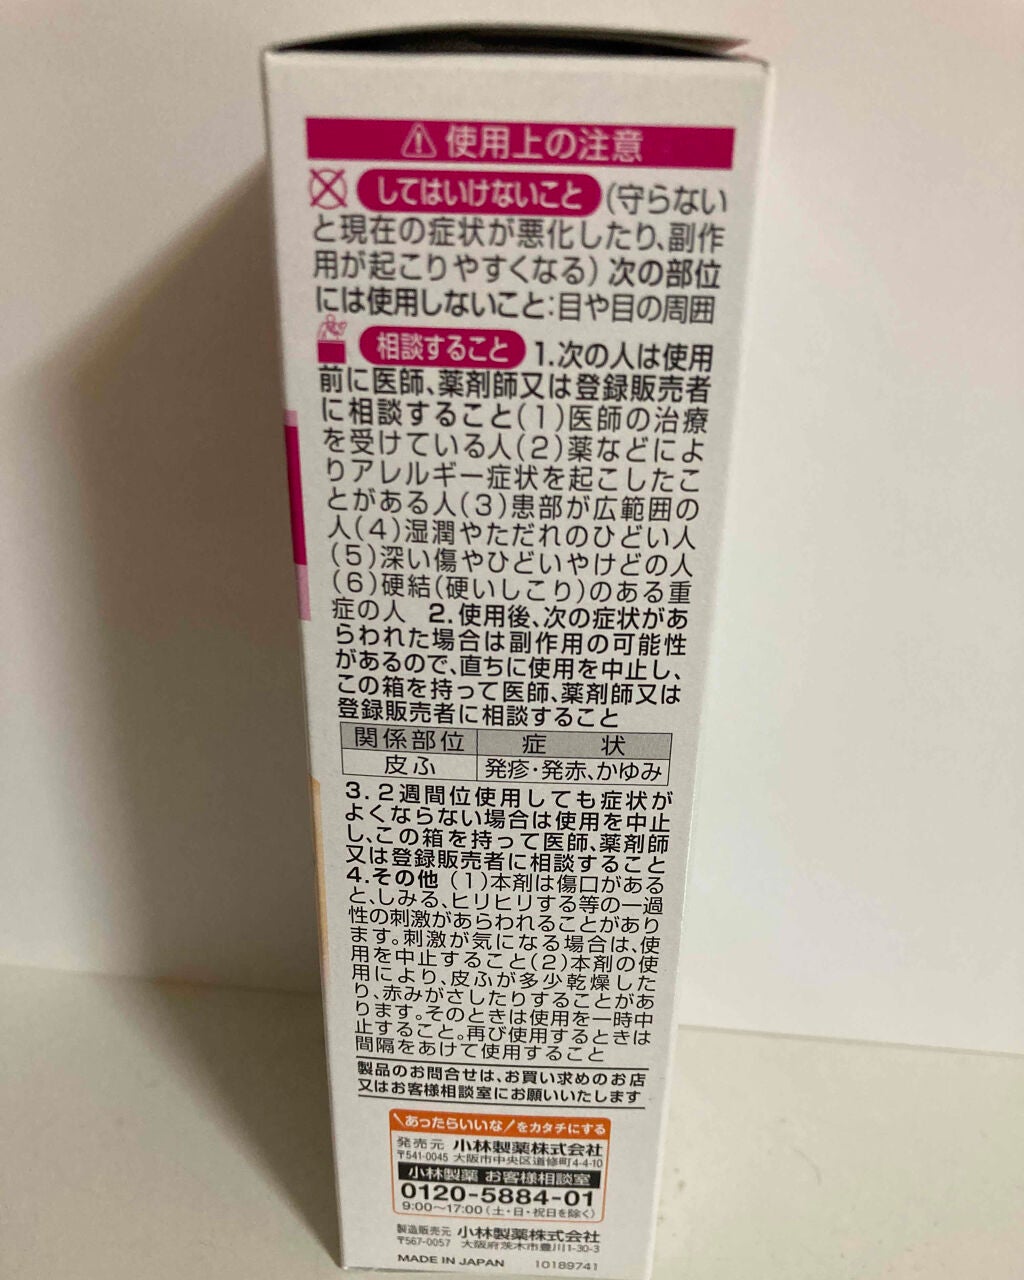 ⚠使用上の注意
してはいけないこと (守らない
と現在の症状が悪化したり、副作
用が起こりやすくなる) 次の部位
には使用しないこと:目や目の周囲
相談すること 1.次の人は使用
前に医師、薬剤師又は登録販売者
に相談すること(1)医師の治療
を受けている人(2)薬などによ
りアレルギー症状を起こしたこ
とがある人(3)患部が広範囲の
人(4)湿潤やただれのひどい人
(5)深い傷やひどいやけどの人
(6)硬結(硬いしこり)のある重
症の人 2.使用後、次の症状があ
らわれた場合は副作用の可能性
があるので、直ちに使用を中止し、
この箱を持って医師、薬剤師又は
登録販売者に相談すること
関係部位 症 状
皮ふ 発疹・発赤、かゆみ
3.2週間位使用しても症状が
よくならない場合は使用を中止
し、この箱を持って医師、薬剤師
又は登録販売者に相談すること
4.その他 (1)本剤は傷口がある
と、しみる、ヒリヒリする等の一過
性の刺激があらわれることがあり
ます。刺激が気になる場合は、使
用を中止すること(2)本剤の使
用により、皮ふが多少乾燥した
り、赤みがさしたりすることがあ
ります。そのときは使用を一時中
止すること。再び使用するときは
間隔をあけて使用すること
製品のお問合せは、お買い求めのお店
又はお客様相談室にお願いいたします
\あったらいいな/をカタチにする
発売元 小林製薬株式会社
〒541-0045 大阪市中央区道修町4-4-10
小林製薬 お客様相談室
0120-5884-01
9:00〜17:00(土・日・祝日を除く)
製造販売元 小林製薬株式会社
〒567-0057 大阪府茨木市豊川1-30-3
MADE IN JAPAN 10189741